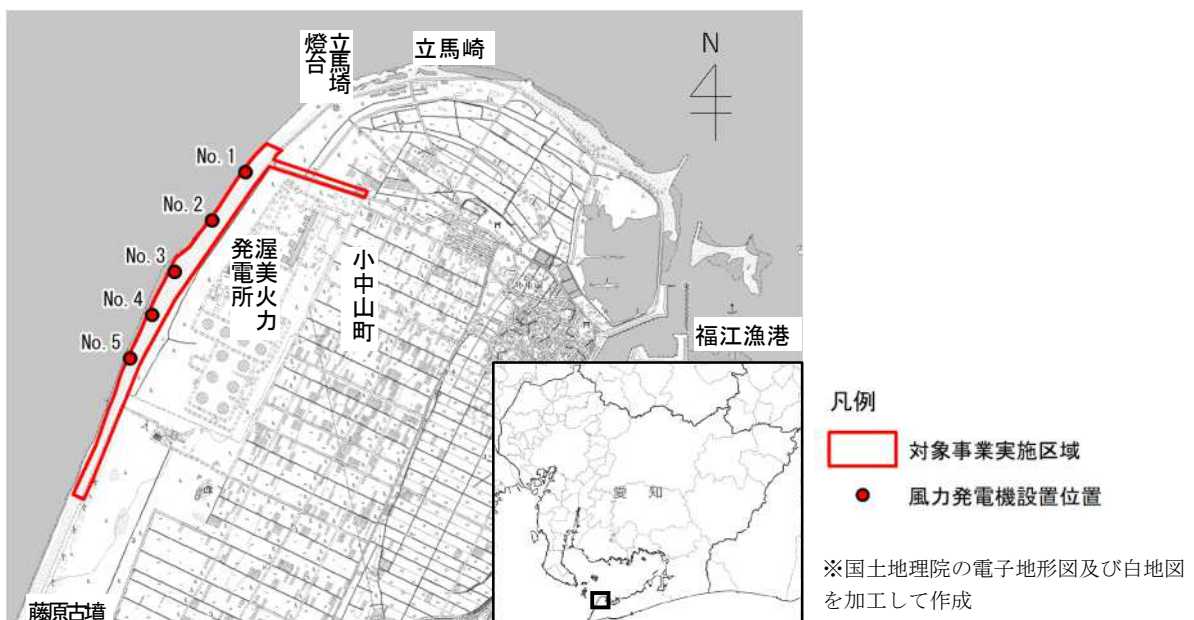 立馬埼
燈台
立馬崎
N
No. 1
No. 2
No. 3
No. 4
No. 5
渥美火力
発電所
小中山町
福江漁港
藤原古墳
愛知
凡例
対象事業実施区域
風力発電機設置位置
※国土地理院の電子地形図及び白地図
を加工して作成